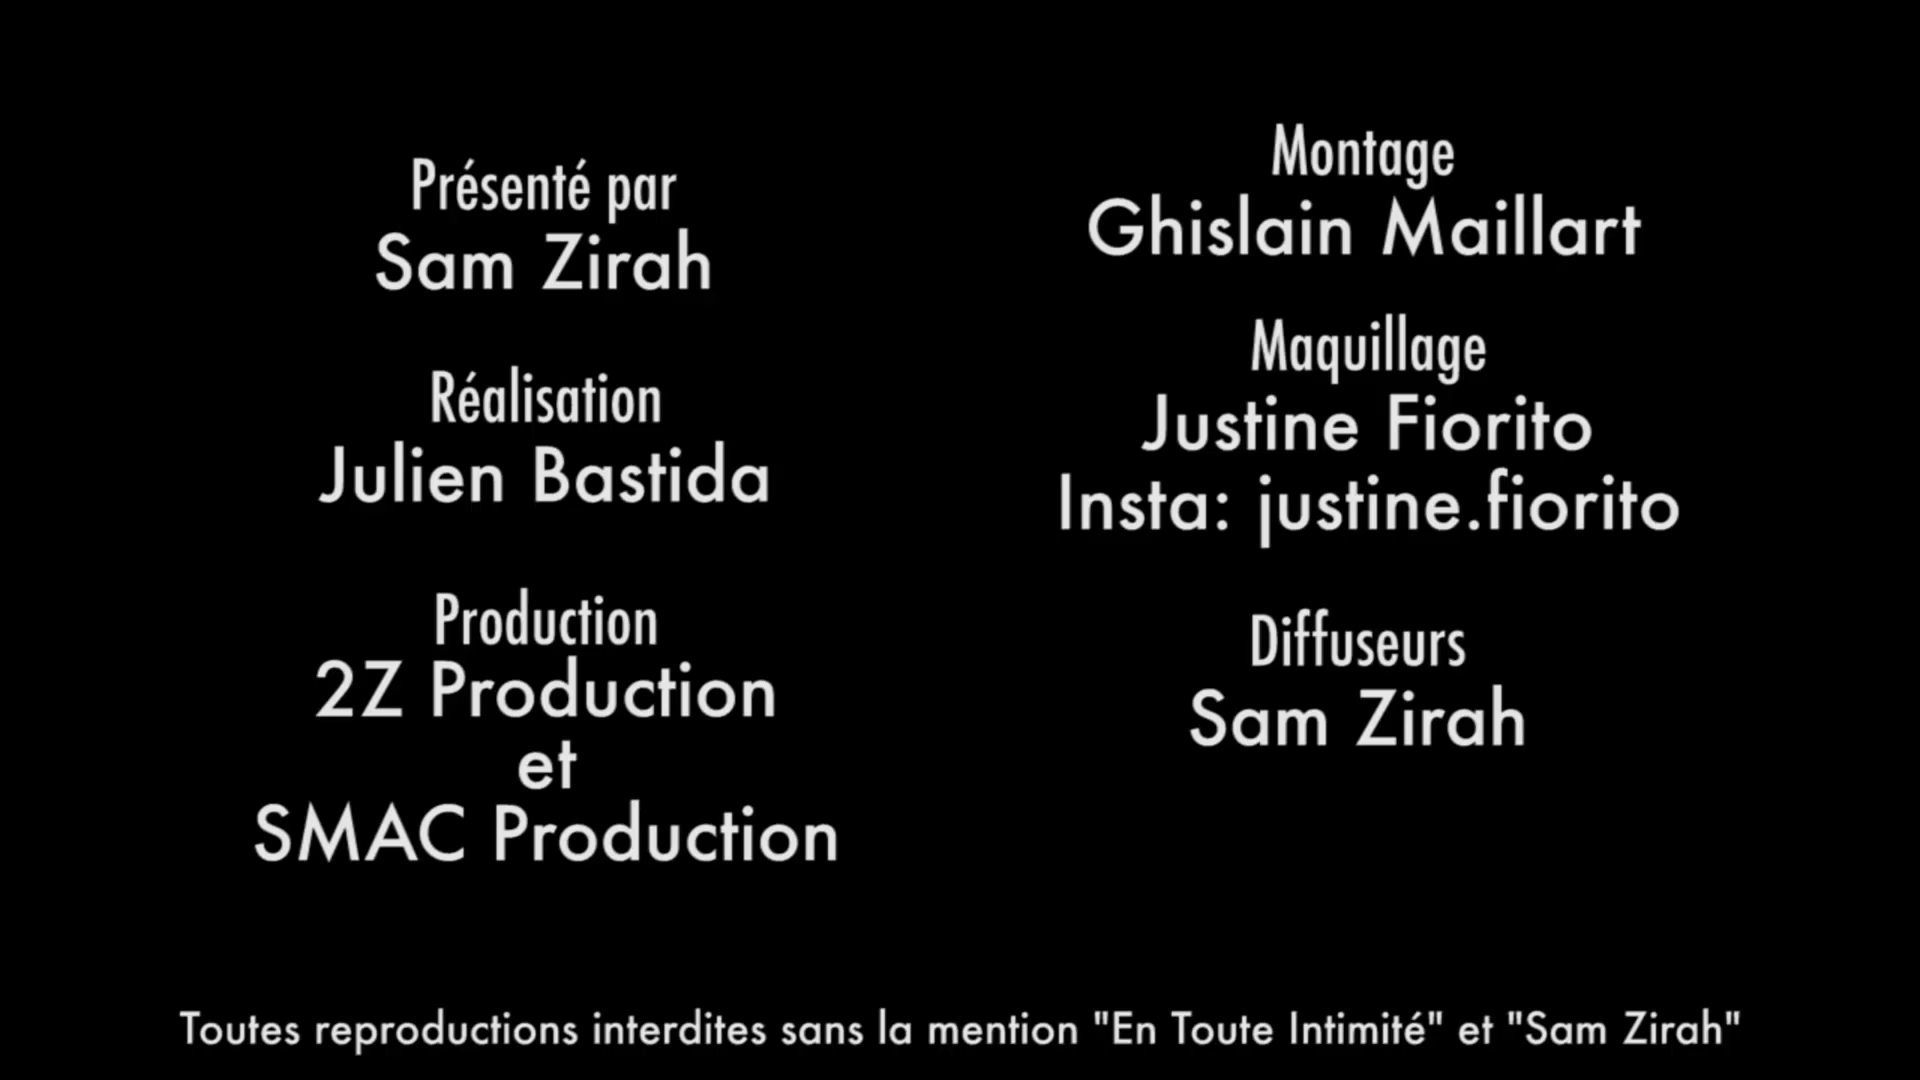 Présenté par
Sam Zirah
Réalisation
Julien Bastida
Production
2Z Production
et
SMAC Production
Montage
Ghislain Maillart
Maquillage
Justine Fiorito
Insta: justine.fiorito
Diffuseurs
Sam Zirah
Toutes reproductions interdites sans la mention "En Toute Intimité" et "Sam Zirah"